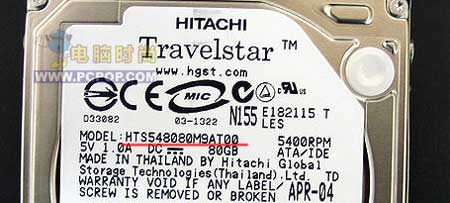 HITACHI
Travelstar™
电脑时尚
www.hgst.com
WWW.PCPOP.COM
CE MIC
N155 E182115 T
D33082 03-1322 LES
MODEL:HTS548080M9AT00 5400RPM
5V 1.0A DC 80GB ATA/IDE
MADE IN THAILAND BY Hitachi Global
Storage Technologies(Thailand). Ltd. TD
WARRANTY VOID IF ANY LABEL/ APR-04
SCREW IS REMOVED OR BROKEN